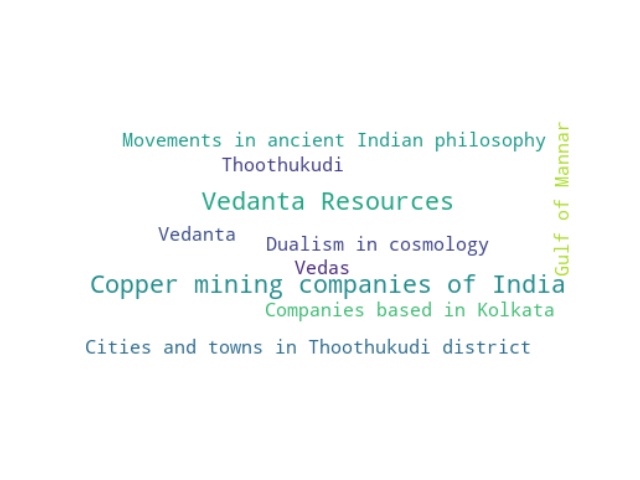 Movements in ancient Indian philosophy
Thoothukudi
Vedanta Resources
Vedanta
Dualism in cosmology
Vedas
Copper mining companies of India
Companies based in Kolkata
Cities and towns in Thoothukudi district
Gulf of Mannar